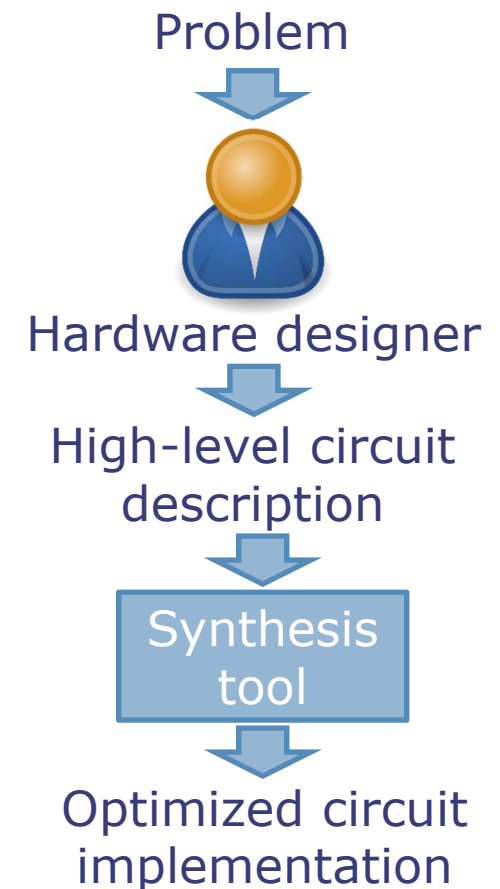 Problem
Hardware designer
High-level circuit
description
Synthesis
tool
Optimized circuit
implementation